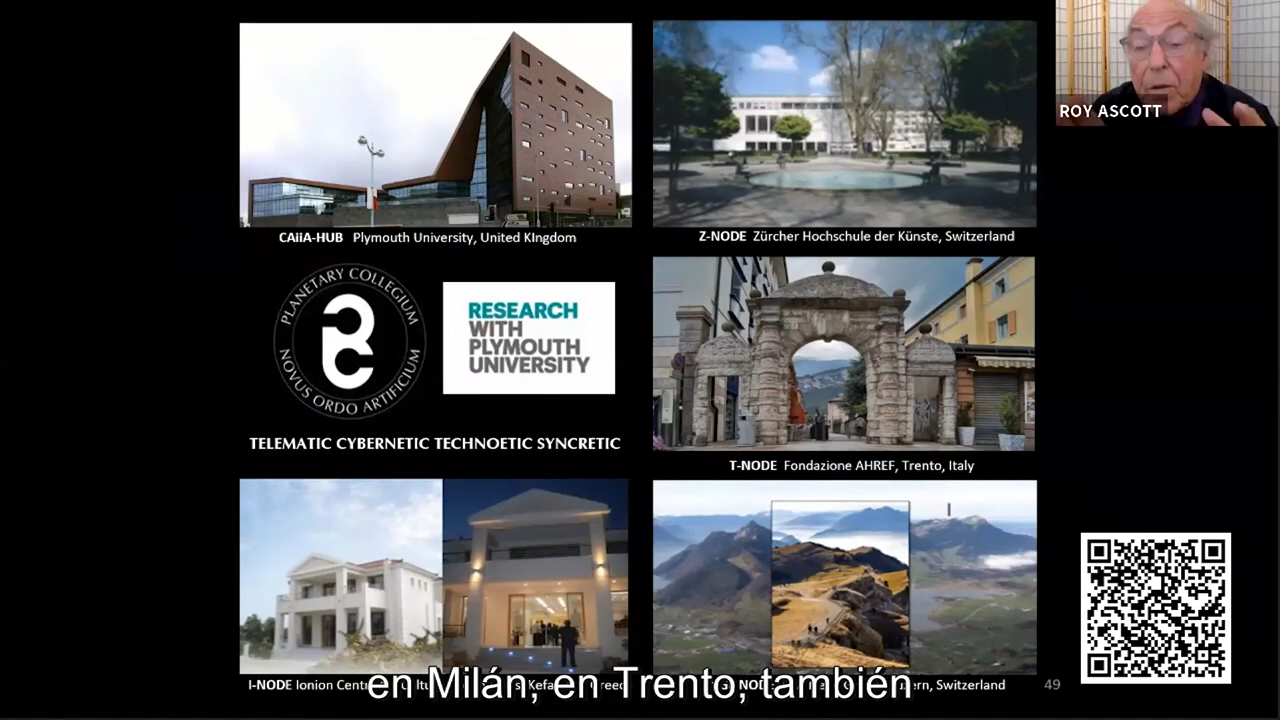 ROY ASCOTT
CAiiA-HUB Plymouth University, United KIngdom
Z-NODE Zürcher Hochschule der Künste, Switzerland
PLANETARY COLLEGIUM
NOVUS ORDO ARTIFICIUM
RESEARCH
WITH
PLYMOUTH
UNIVERSITY
TELEMATIC CYBERNETIC TECHNOETIC SYNCRETIC
T-NODE Fondazione AHREF, Trento, Italy
I-NODE Ionion
Switzerland
49
en Milán, en Trento, también